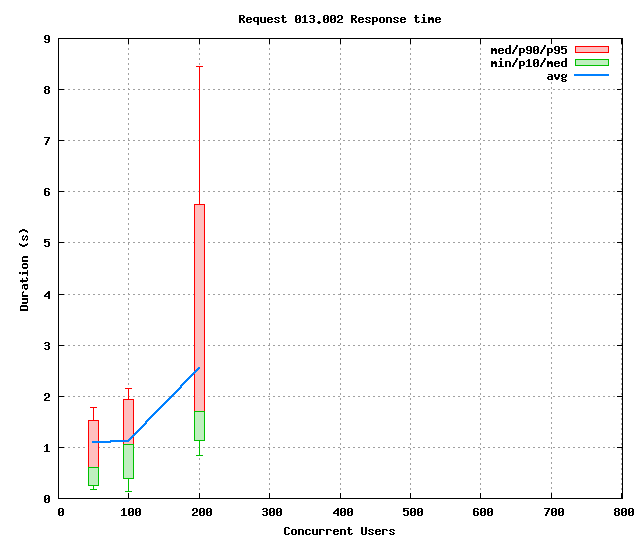 Request 013.002 Response time
med/p90/p95
min/p10/med
avg
9
8
7
6
5
4
3
2
1
0
Duration (s)
0 100 200 300 400 500 600 700 800
Concurrent Users